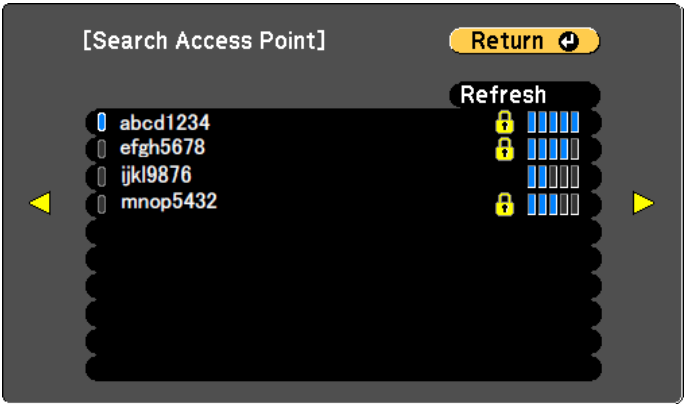 [Search Access Point]
Return
Refresh
abcd1234
efgh5678
ijkl9876
mnop5432